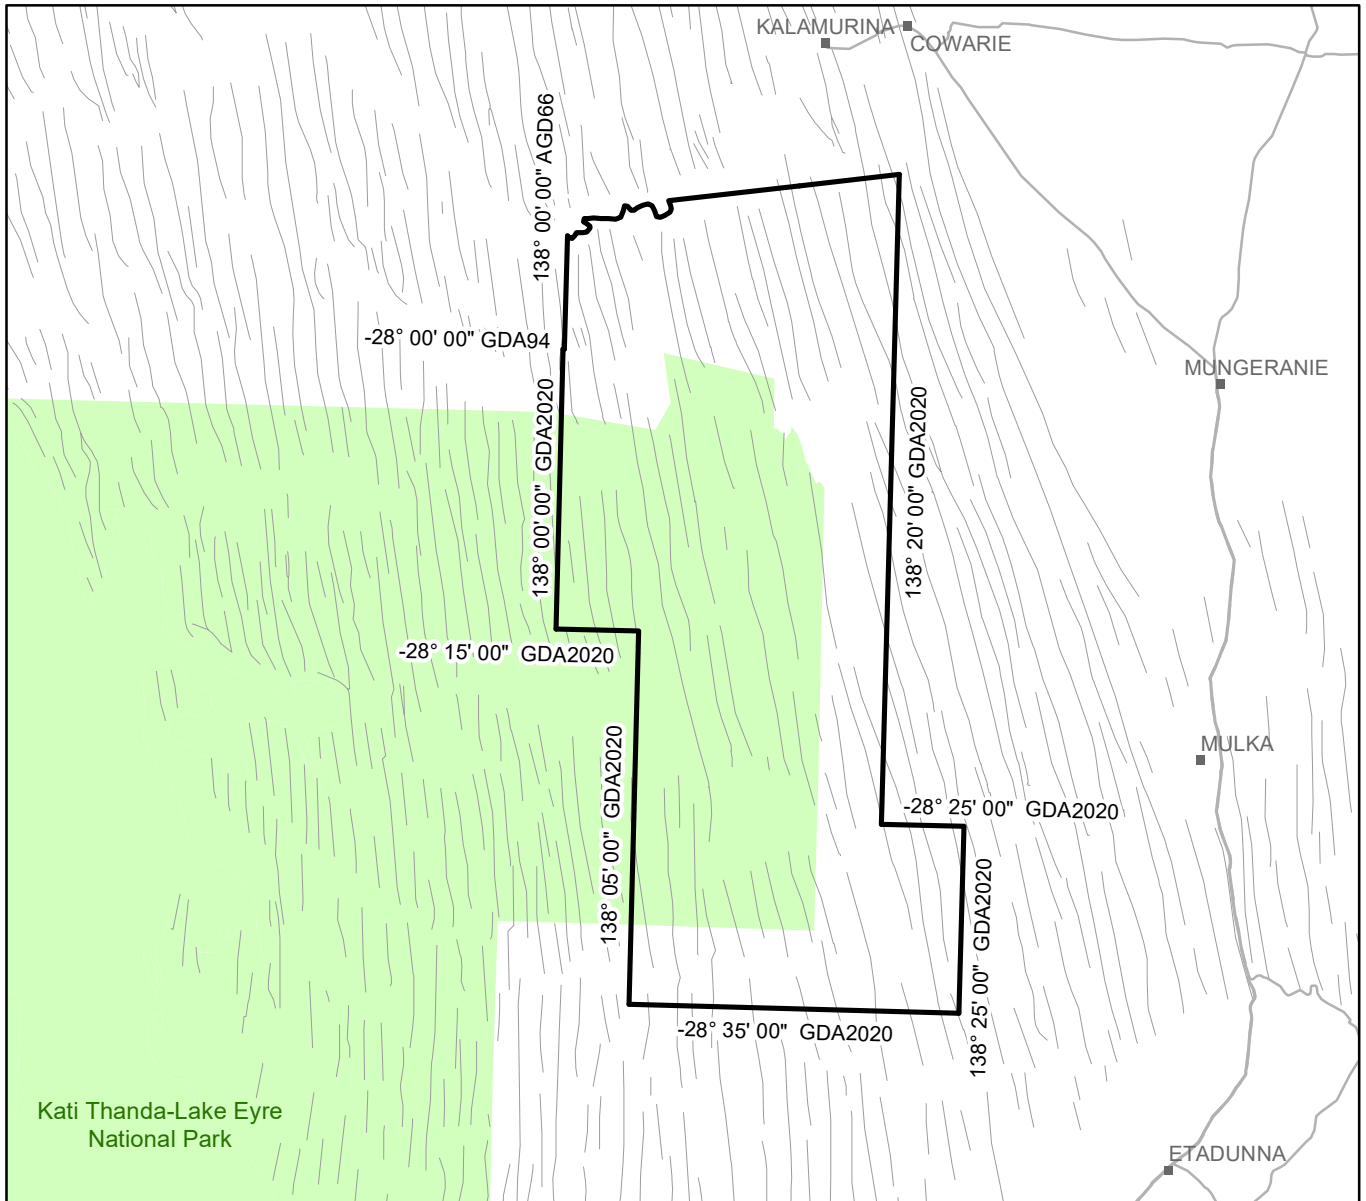 KALAMURINA
COWARIE
138° 00' 00" AGD66
-28° 00' 00" GDA94
MUNGERANIE
138° 00' 00" GDA2020
138° 20' 00" GDA2020
-28° 15' 00" GDA2020
138° 05' 00" GDA2020
MULKA
-28° 25' 00" GDA2020
138° 25' 00" GDA2020
-28° 35' 00" GDA2020
Kati Thanda-Lake Eyre
National Park
ETADUNNA